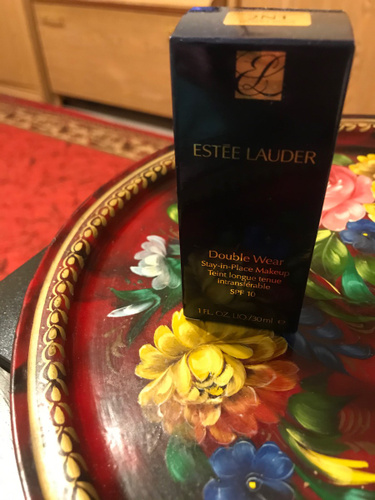 2N1
EL
ESTĒE LAUDER
Double Wear
Stay-in-Place Makeup
Teint longue tenue
intransférable
SPF 10
1 FL.OZ./30ml e